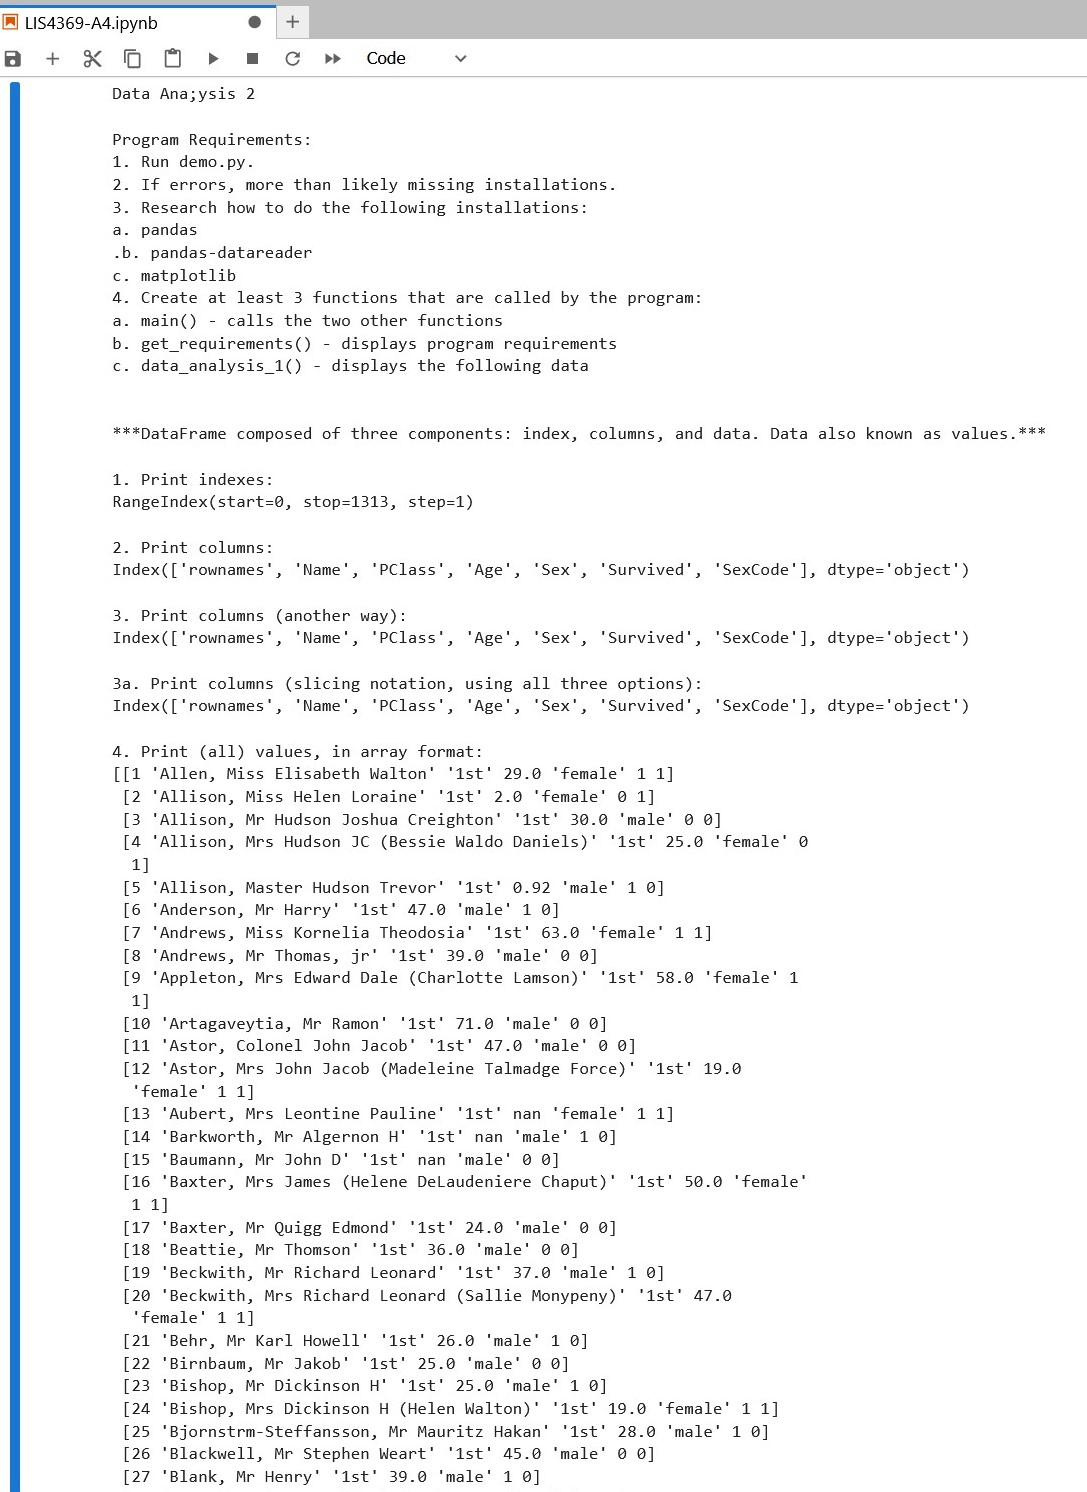 LIS4369-A4.ipynb
Code
Data Ana;ysis 2
Program Requirements:
1. Run demo.py.
2. If errors, more than likely missing installations.
3. Research how to do the following installations:
a. pandas
.b. pandas-datareader
c. matplotlib
4. Create at least 3 functions that are called by the program:
a. main() - calls the two other functions
b. get_requirements() - displays program requirements
c. data_analysis_1() - displays the following data
***DataFrame composed of three components: index, columns, and data. Data also known as values.***
1. Print indexes:
RangeIndex(start=0, stop=1313, step=1)
2. Print columns:
Index(['rownames', 'Name', 'PClass', 'Age', 'Sex', 'Survived', 'SexCode'], dtype='object')
3. Print columns (another way):
Index(['rownames', 'Name', 'PClass', 'Age', 'Sex', 'Survived', 'SexCode'], dtype='object')
3a. Print columns (slicing notation, using all three options):
Index(['rownames', 'Name', 'PClass', 'Age', 'Sex', 'Survived', 'SexCode'], dtype='object')
4. Print (all) values, in array format:
[[1 'Allen, Miss Elisabeth Walton' '1st' 29.0 'female' 1 1]
[2 'Allison, Miss Helen Loraine' '1st' 2.0 'female' 0 1]
[3 'Allison, Mr Hudson Joshua Creighton' '1st' 30.0 'male' 0 0]
[4 'Allison, Mrs Hudson JC (Bessie Waldo Daniels)' '1st' 25.0 'female' 0
1]
[5 'Allison, Master Hudson Trevor' '1st' 0.92 'male' 1 0]
[6 'Anderson, Mr Harry' '1st' 47.0 'male' 1 0]
[7 'Andrews, Miss Kornelia Theodosia' '1st' 63.0 'female' 1 1]
[8 'Andrews, Mr Thomas, jr' '1st' 39.0 'male' 0 0]
[9 'Appleton, Mrs Edward Dale (Charlotte Lamson)' '1st' 58.0 'female' 1
1]
[10 'Artagaveytia, Mr Ramon' '1st' 71.0 'male' 0 0]
[11 'Astor, Colonel John Jacob' '1st' 47.0 'male' 0 0]
[12 'Astor, Mrs John Jacob (Madeleine Talmadge Force)' '1st' 19.0
'female' 1 1]
[13 'Aubert, Mrs Leontine Pauline' '1st' nan 'female' 1 1]
[14 'Barkworth, Mr Algernon H' '1st' nan 'male' 1 0]
[15 'Baumann, Mr John D' '1st' nan 'male' 0 0]
[16 'Baxter, Mrs James (Helene DeLaudeniere Chaput)' '1st' 50.0 'female'
1 1]
[17 'Baxter, Mr Quigg Edmond' '1st' 24.0 'male' 0 0]
[18 'Beattie, Mr Thomson' '1st' 36.0 'male' 0 0]
[19 'Beckwith, Mr Richard Leonard' '1st' 37.0 'male' 1 0]
[20 'Beckwith, Mrs Richard Leonard (Sallie Monypeny)' '1st' 47.0
'female' 1 1]
[21 'Behr, Mr Karl Howell' '1st' 26.0 'male' 1 0]
[22 'Birnbaum, Mr Jakob' '1st' 25.0 'male' 0 0]
[23 'Bishop, Mr Dickinson H' '1st' 25.0 'male' 1 0]
[24 'Bishop, Mrs Dickinson H (Helen Walton)' '1st' 19.0 'female' 1 1]
[25 'Bjornstrm-Steffansson, Mr Mauritz Hakan' '1st' 28.0 'male' 1 0]
[26 'Blackwell, Mr Stephen Weart' '1st' 45.0 'male' 0 0]
[27 'Blank, Mr Henry' '1st' 39.0 'male' 1 0]